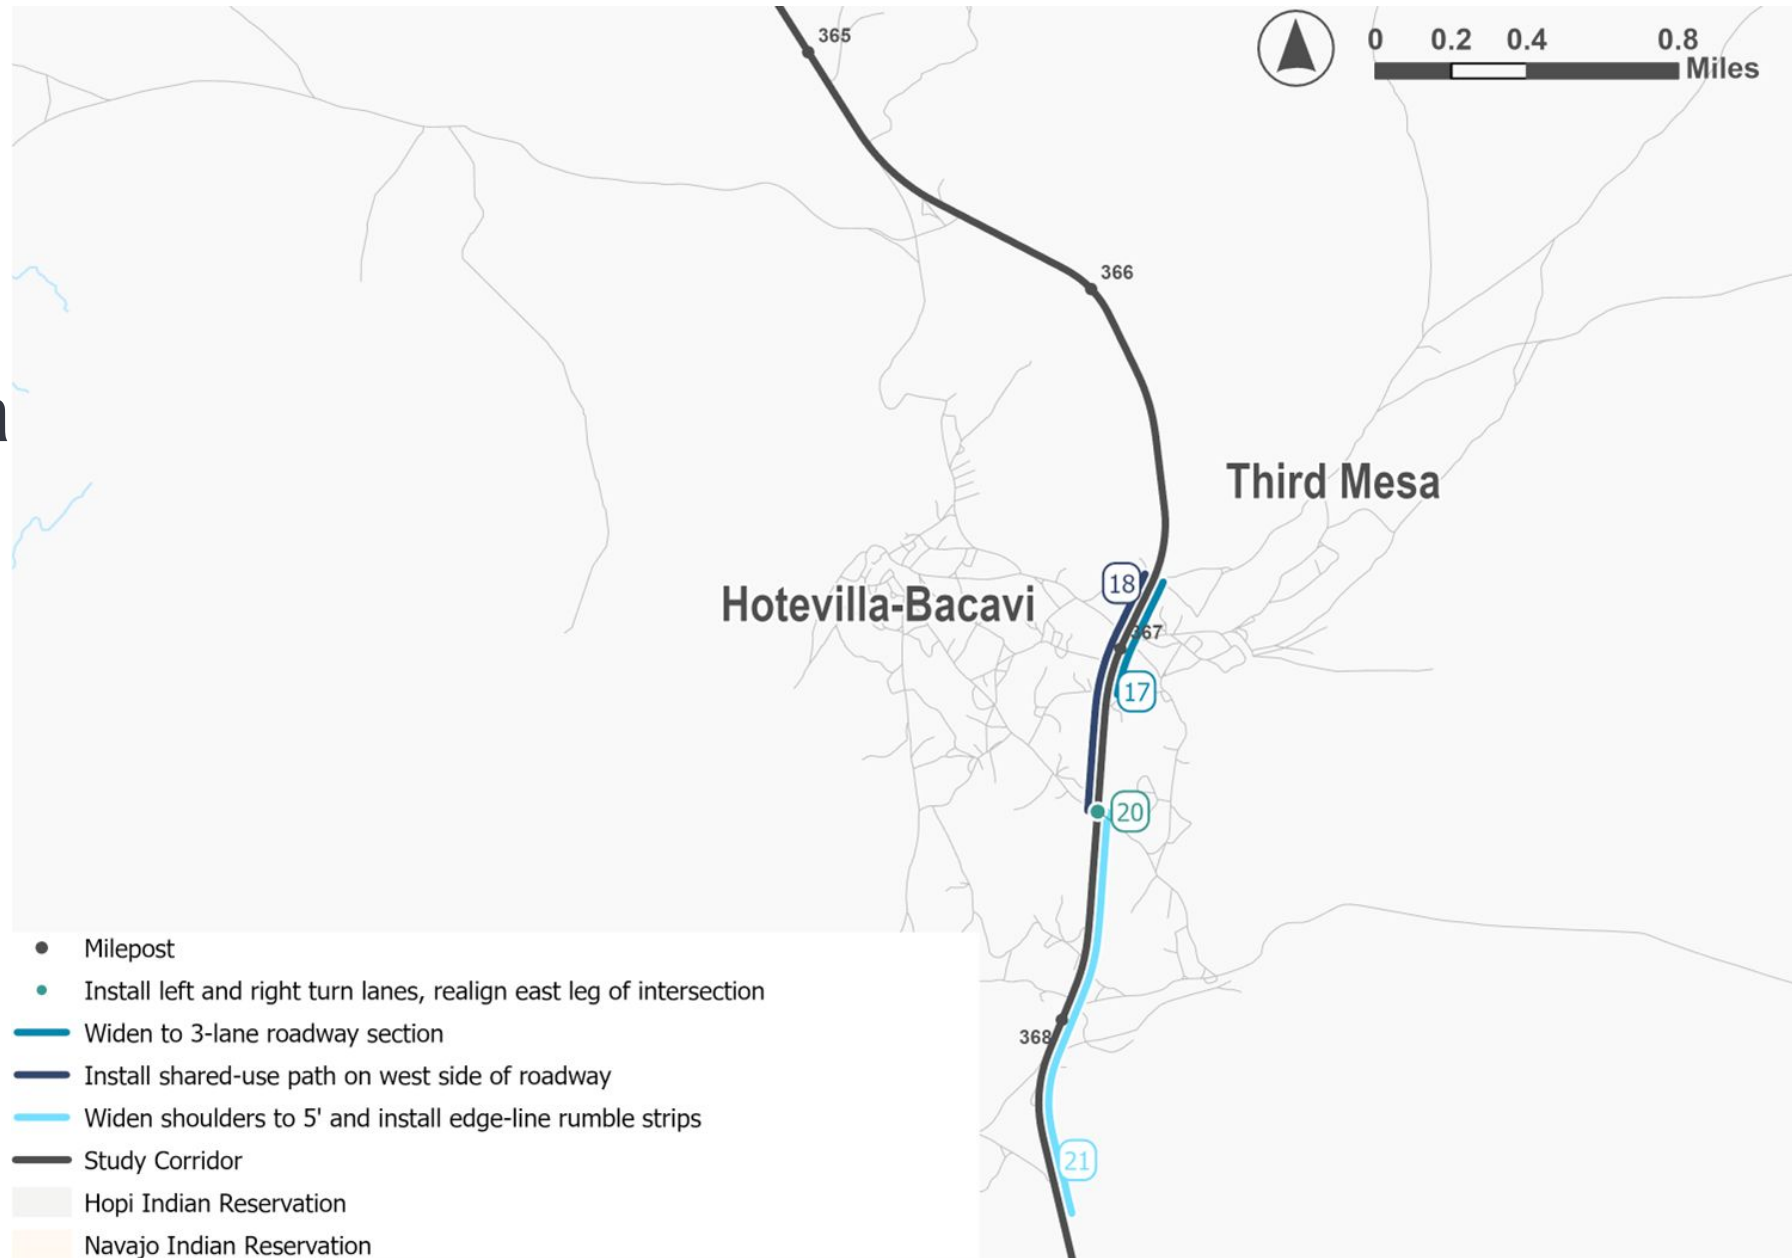 365
0 0.2 0.4 0.8
Miles
366
Third Mesa
18
Hotevilla-Bacavi
367
17
20
368
21
Milepost
Install left and right turn lanes, realign east leg of intersection
Widen to 3-lane roadway section
Install shared-use path on west side of roadway
Widen shoulders to 5' and install edge-line rumble strips
Study Corridor
Hopi Indian Reservation
Navajo Indian Reservation